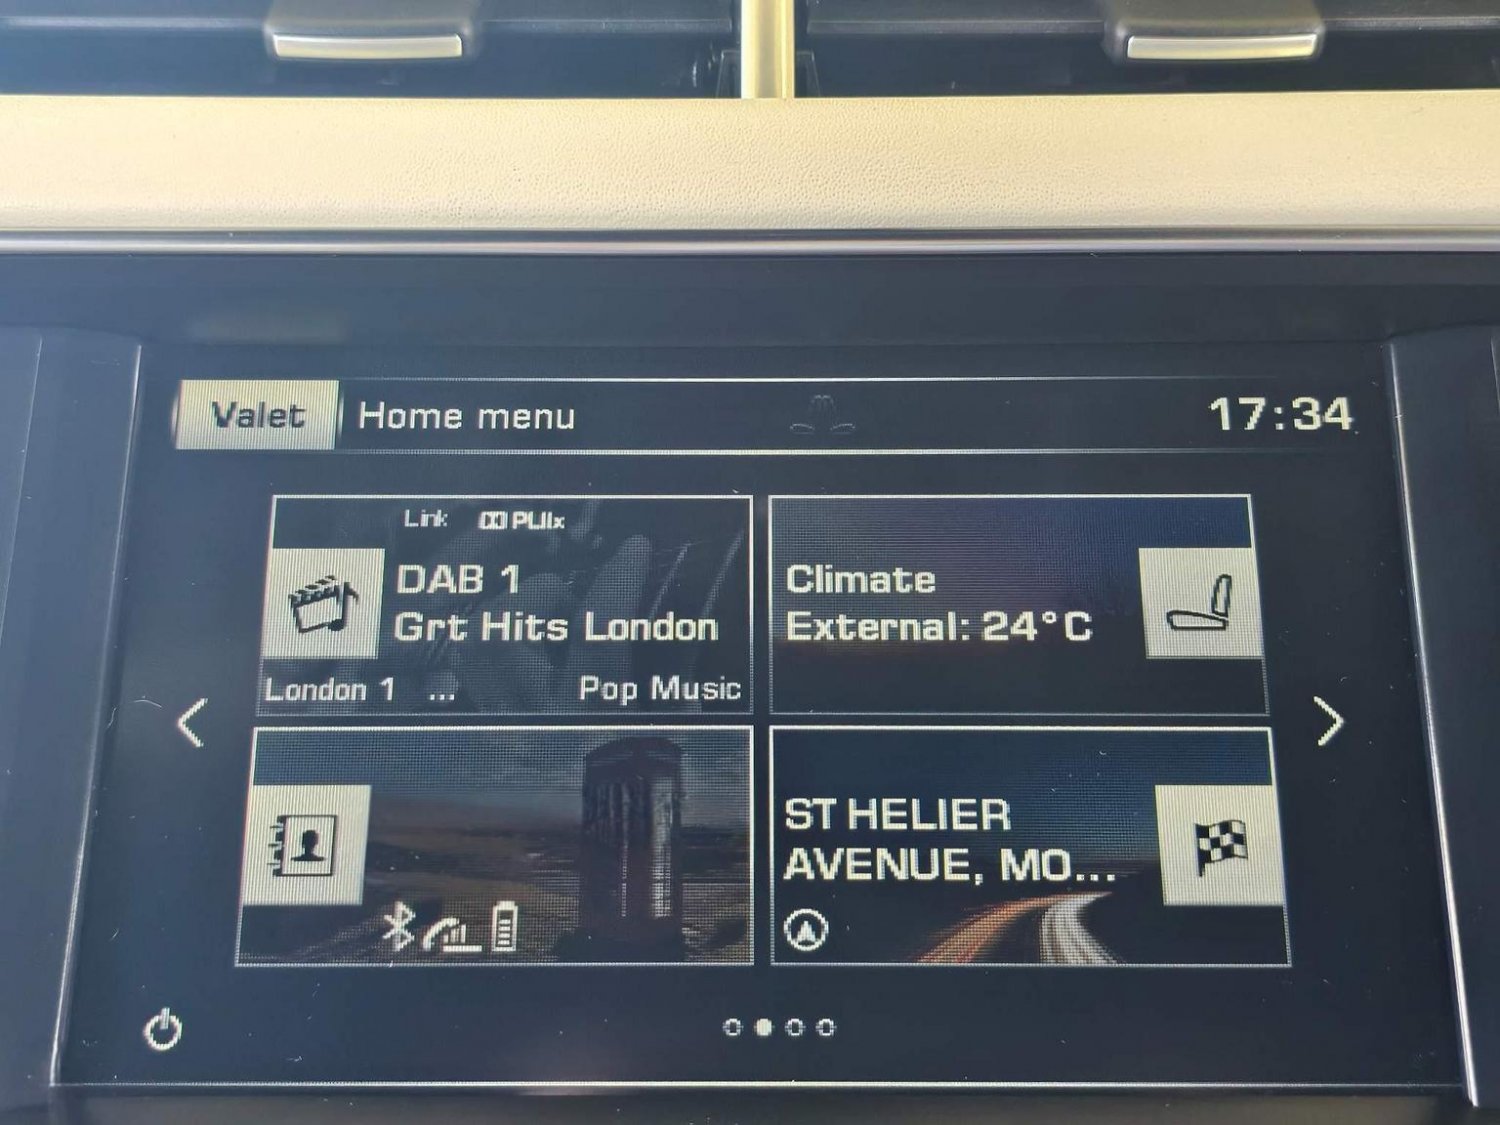 Valet
Home menu
17:34
Link
PLIIx
DAB 1
Grt Hits London
London 1 ...
Pop Music
Climate
External: 24°C
ST HELIER
AVENUE, MO...